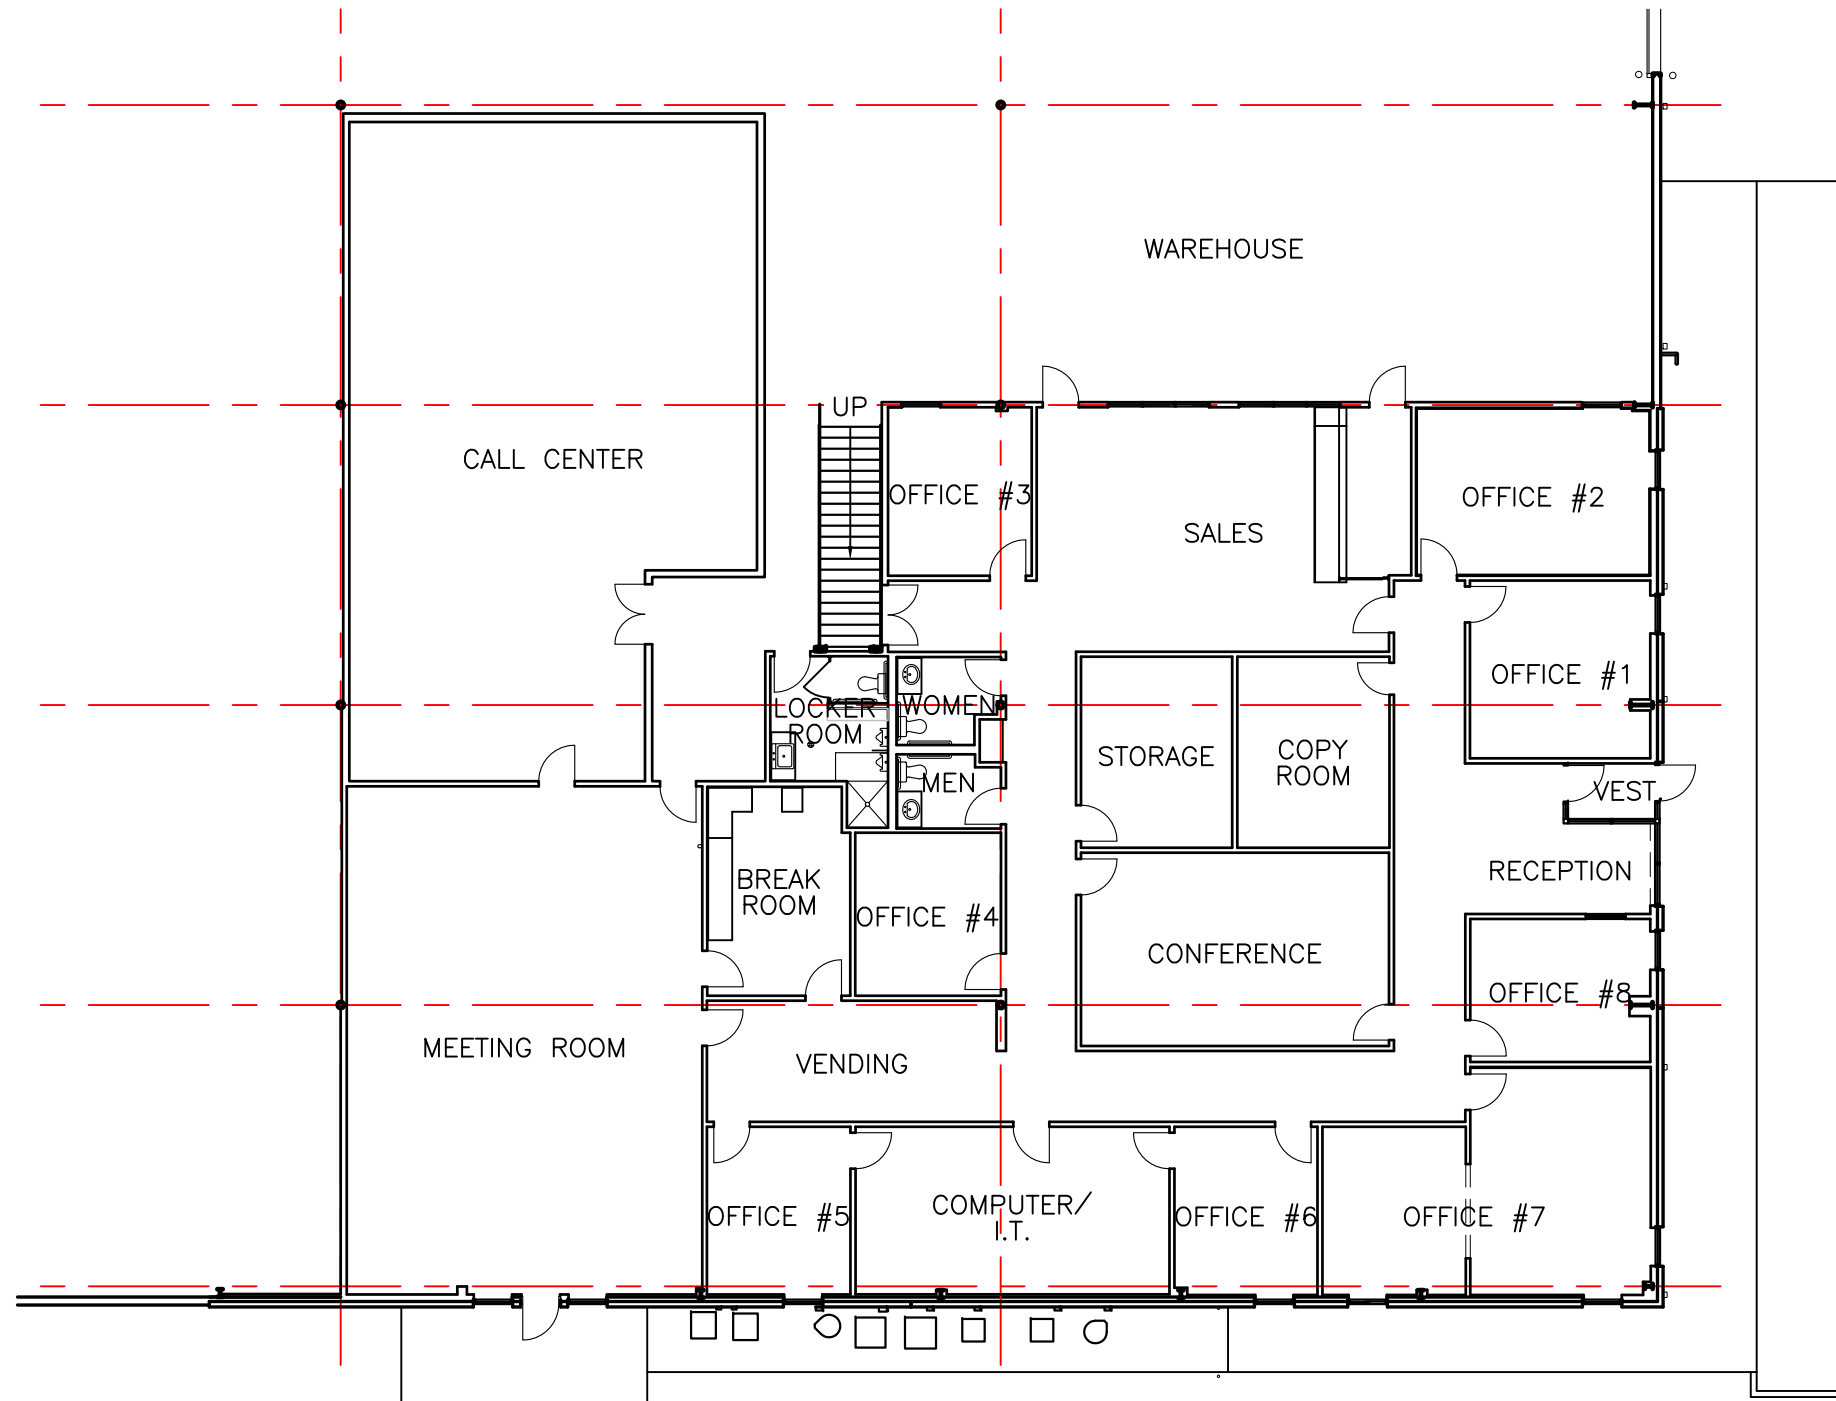 WAREHOUSE
UP
CALL CENTER
OFFICE #3
OFFICE #2
SALES
OFFICE #1
LOCKER
ROOM
WOMEN
STORAGE
COPY
ROOM
MEN
VEST.
BREAK
ROOM
RECEPTION
OFFICE #4
CONFERENCE
OFFICE #8
MEETING ROOM
VENDING
OFFICE #5
COMPUTER/
I.T.
OFFICE #6
OFFICE #7